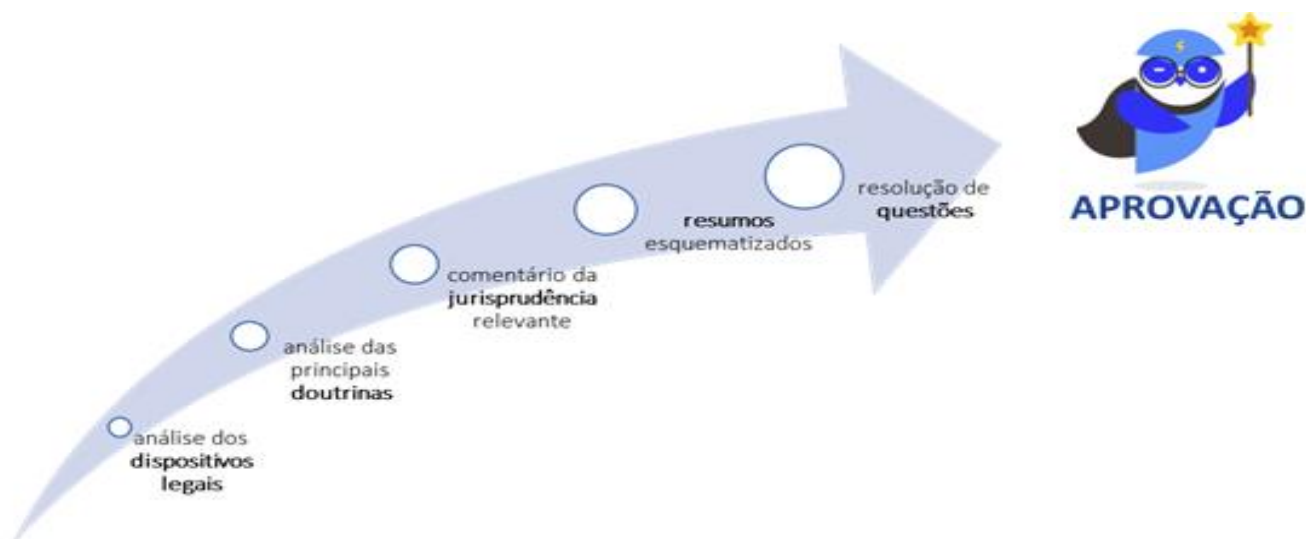 análise dos
dispositivos
legais
análise das
principais
doutrinas
comentário da
jurisprudência
relevante
resumos
esquematizados
resolução de
questões
APROVAÇÃO